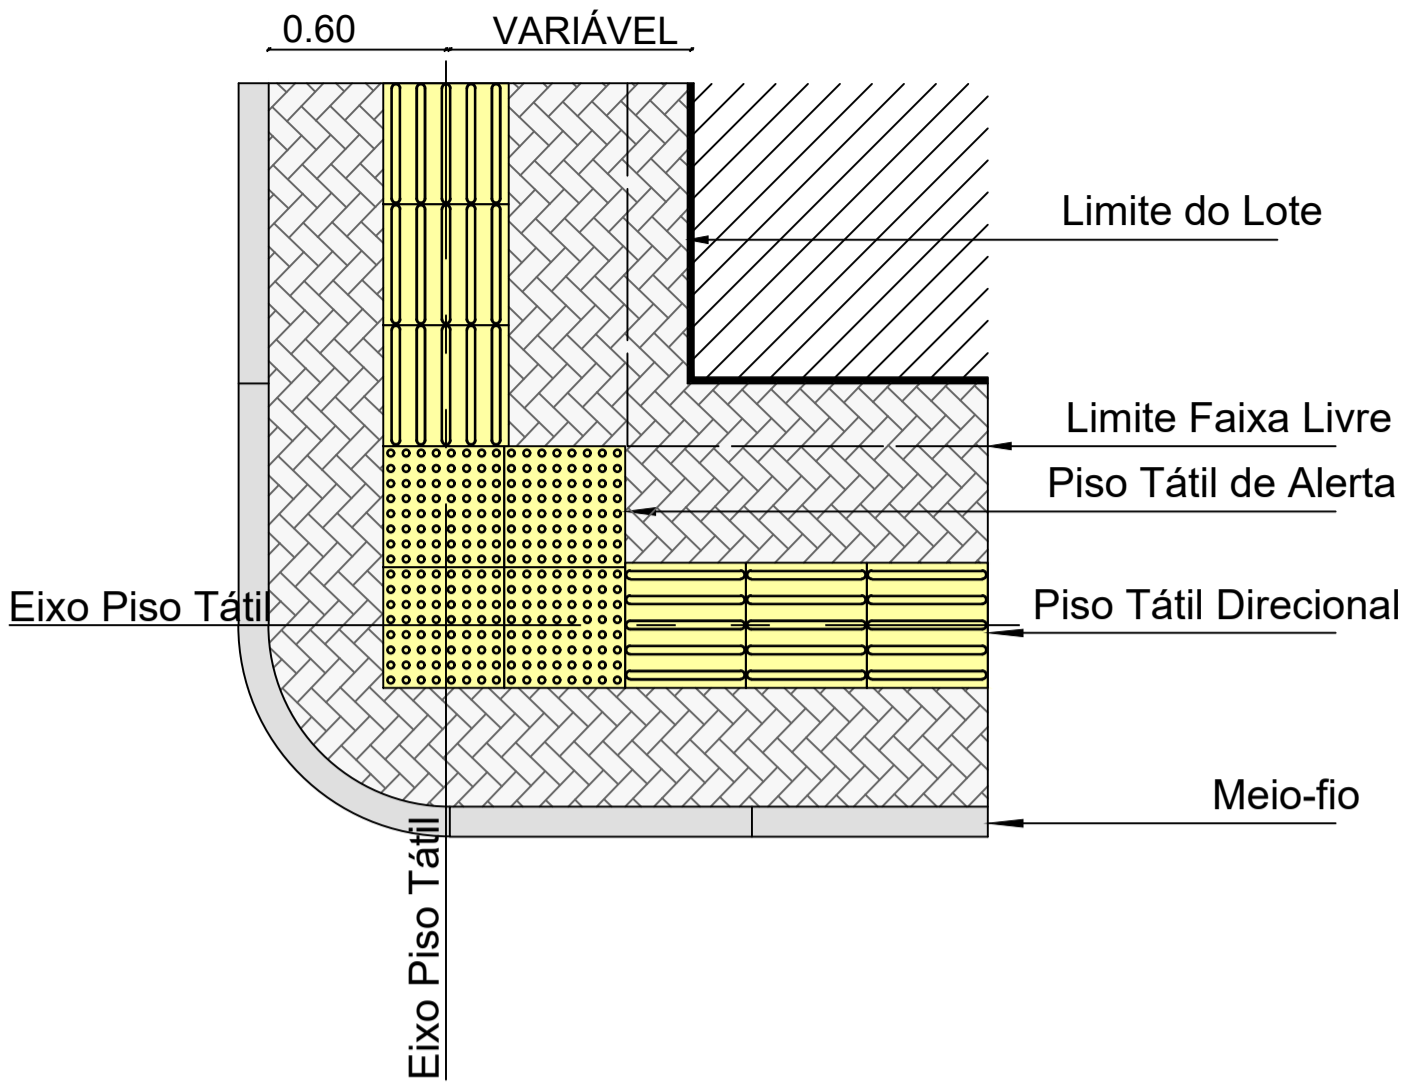 0.60
VARIÁVEL
Limite do Lote
Limite Faixa Livre
Piso Tátil de Alerta
Eixo Piso Tátil
Piso Tátil Direcional
Meio-fio
Eixo Piso Tátil